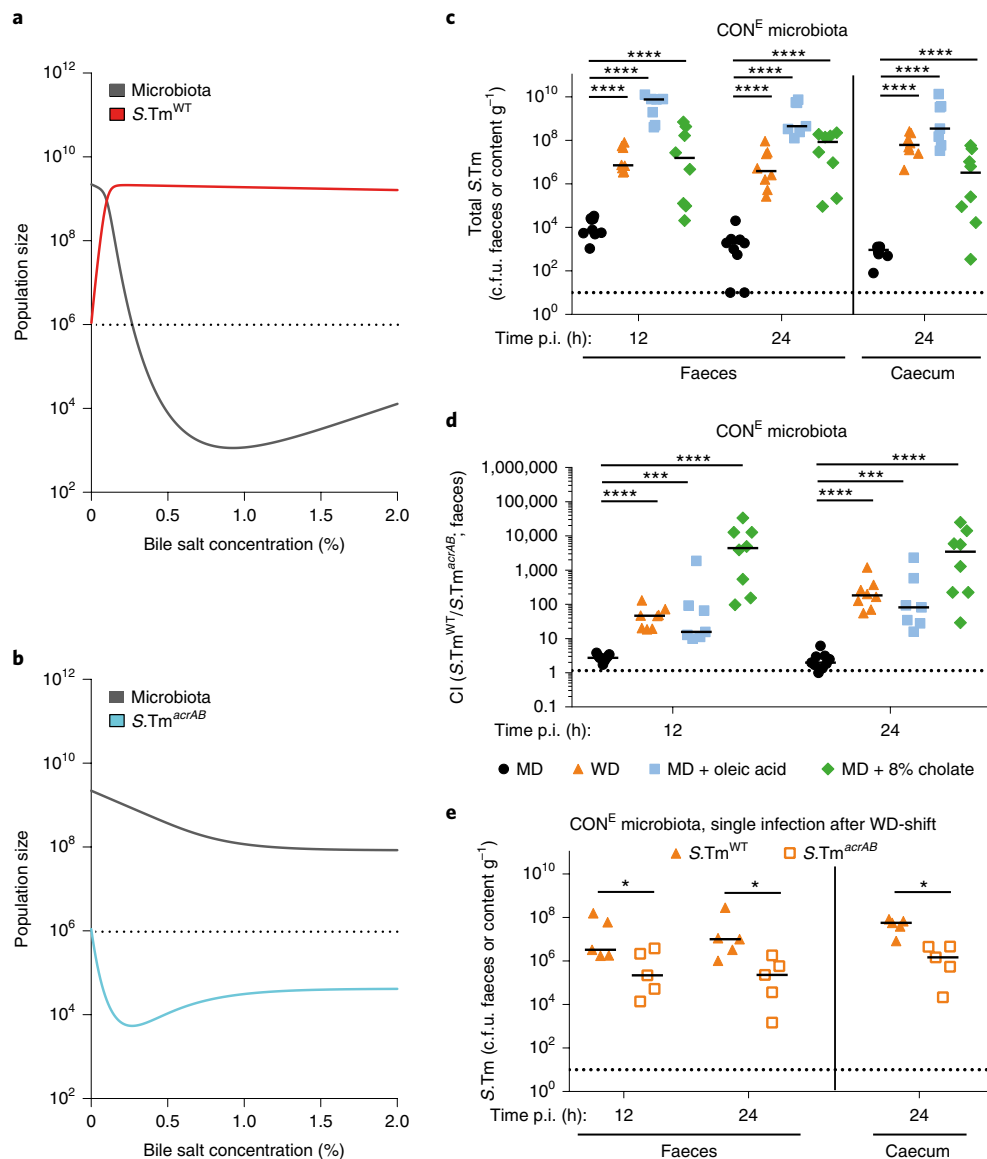 a
10^12
10^10
10^8
10^6
10^4
10^2
Population size
Microbiota
S.Tm^WT
0 0.5 1.0 1.5 2.0
Bile salt concentration (%)
b
10^12
10^10
10^8
10^6
10^4
10^2
Population size
Microbiota
S.Tm^acrAB
0 0.5 1.0 1.5 2.0
Bile salt concentration (%)
c
CON^E microbiota
**** **** ****
**** **** ****
**** **** ****
10^10
10^8
10^6
10^4
10^2
10^0
Total S.Tm
(c.f.u. faeces or content g^−1)
Time p.i. (h): 12 24 24
Faeces Caecum
d
CON^E microbiota
**** ****
*** ***
**** ****
1,000,000
100,000
10,000
1,000
100
10
1
0.1
CI (S.Tm^WT/S.Tm^acrAB; faeces)
Time p.i. (h): 12 24
MD WD MD + oleic acid MD + 8% cholate
e
CON^E microbiota, single infection after WD-shift
S.Tm^WT S.Tm^acrAB
* * *
10^10
10^8
10^6
10^4
10^2
10^0
S.Tm (c.f.u. faeces or content g^−1)
Time p.i. (h): 12 24 24
Faeces Caecum